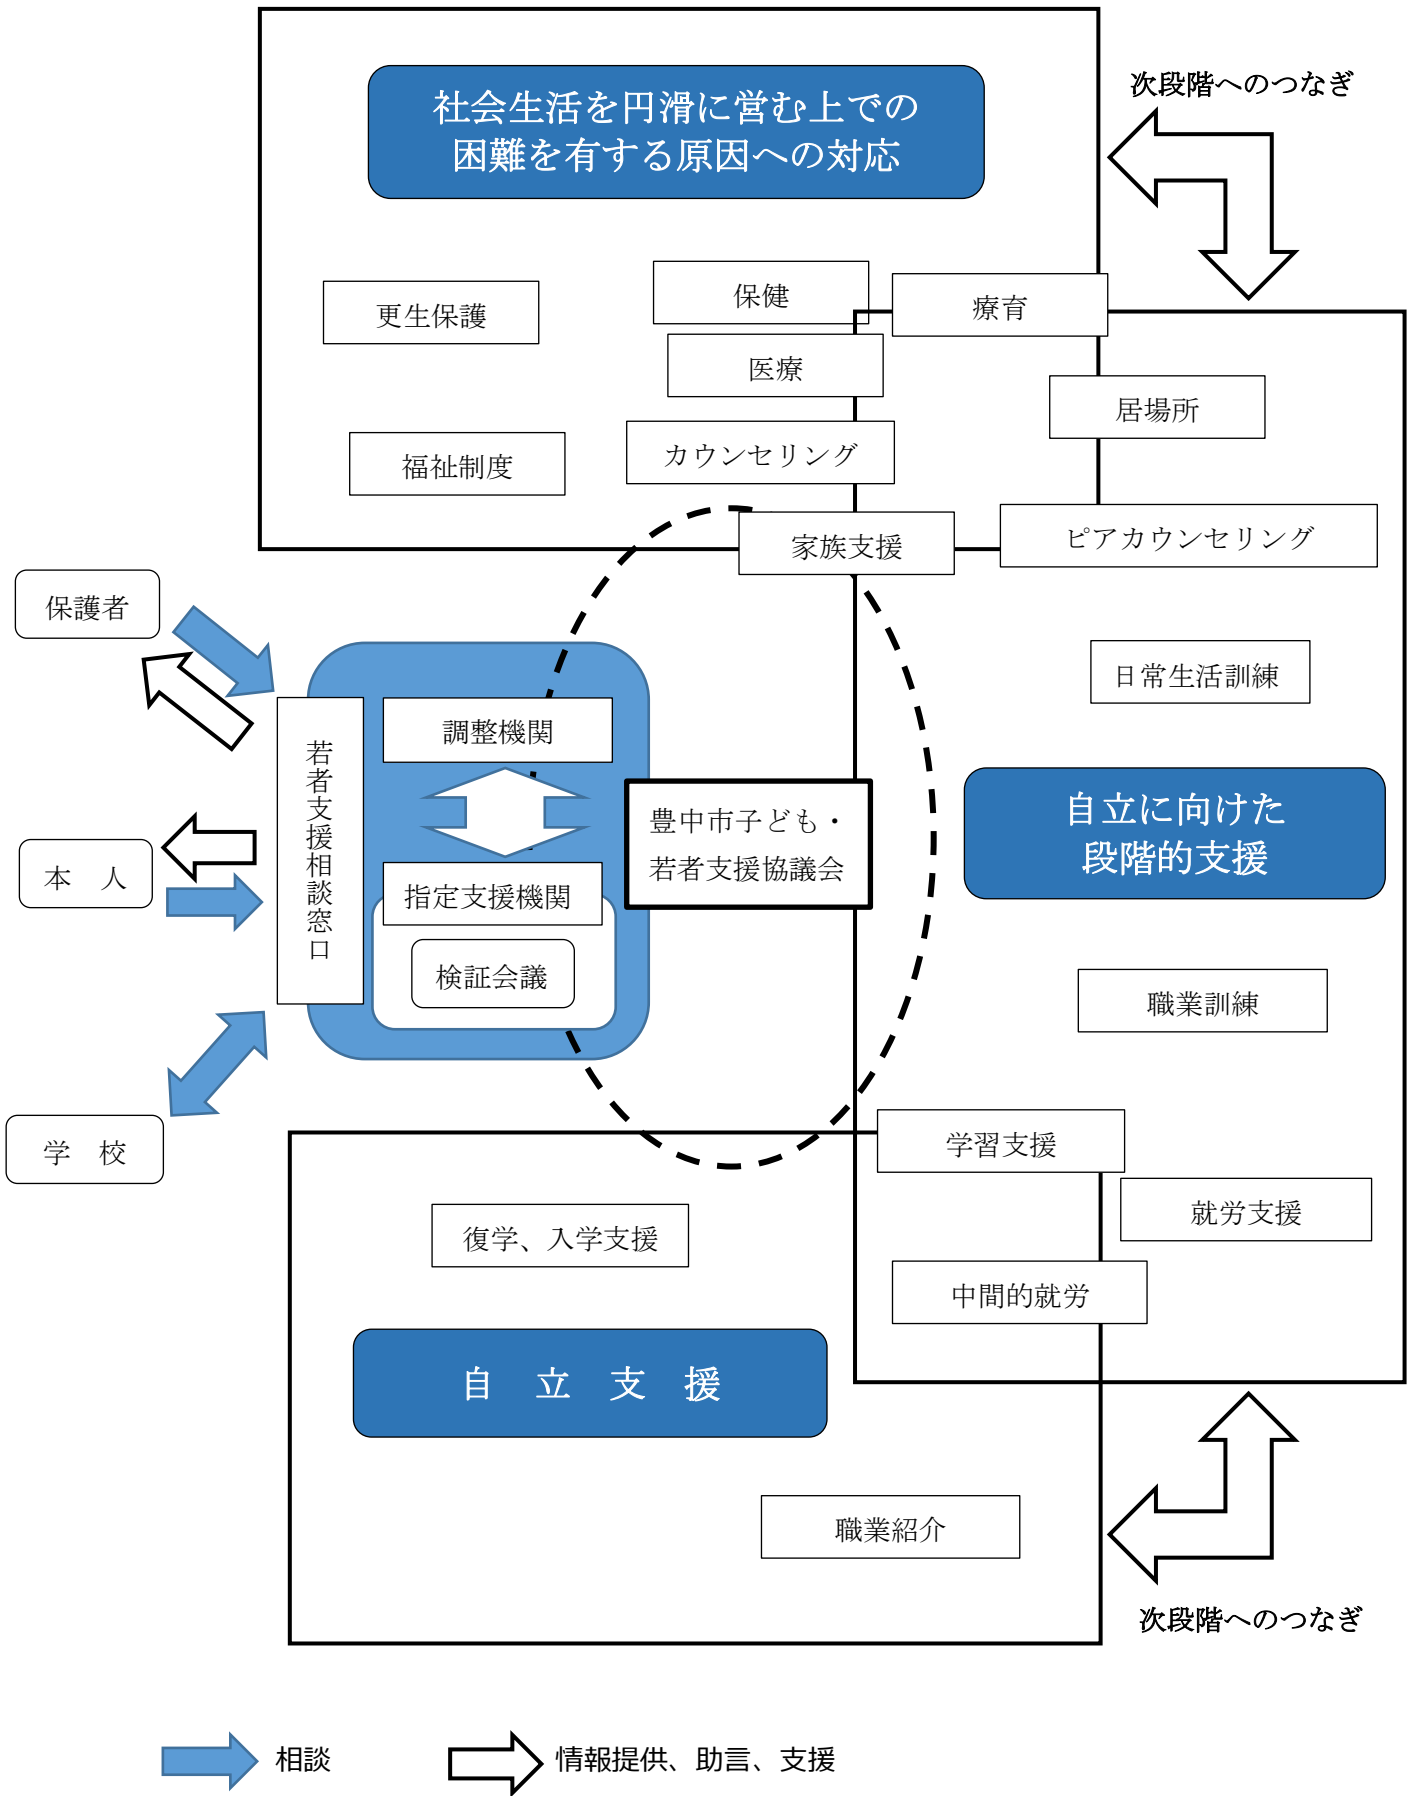 社会生活を円滑に営む上での
困難を有する原因への対応
次段階へのつなぎ
保健
療育
更生保護
医療
居場所
カウンセリング
福祉制度
ピアカウンセリング
家族支援
保護者
日常生活訓練
調整機関
若者支援相談窓口
豊中市子ども・
若者支援協議会
自立に向けた
段階的支援
本　人
指定支援機関
検証会議
職業訓練
学　校
学習支援
就労支援
復学、入学支援
中間的就労
自　立　支　援
職業紹介
次段階へのつなぎ
相談
情報提供、助言、支援